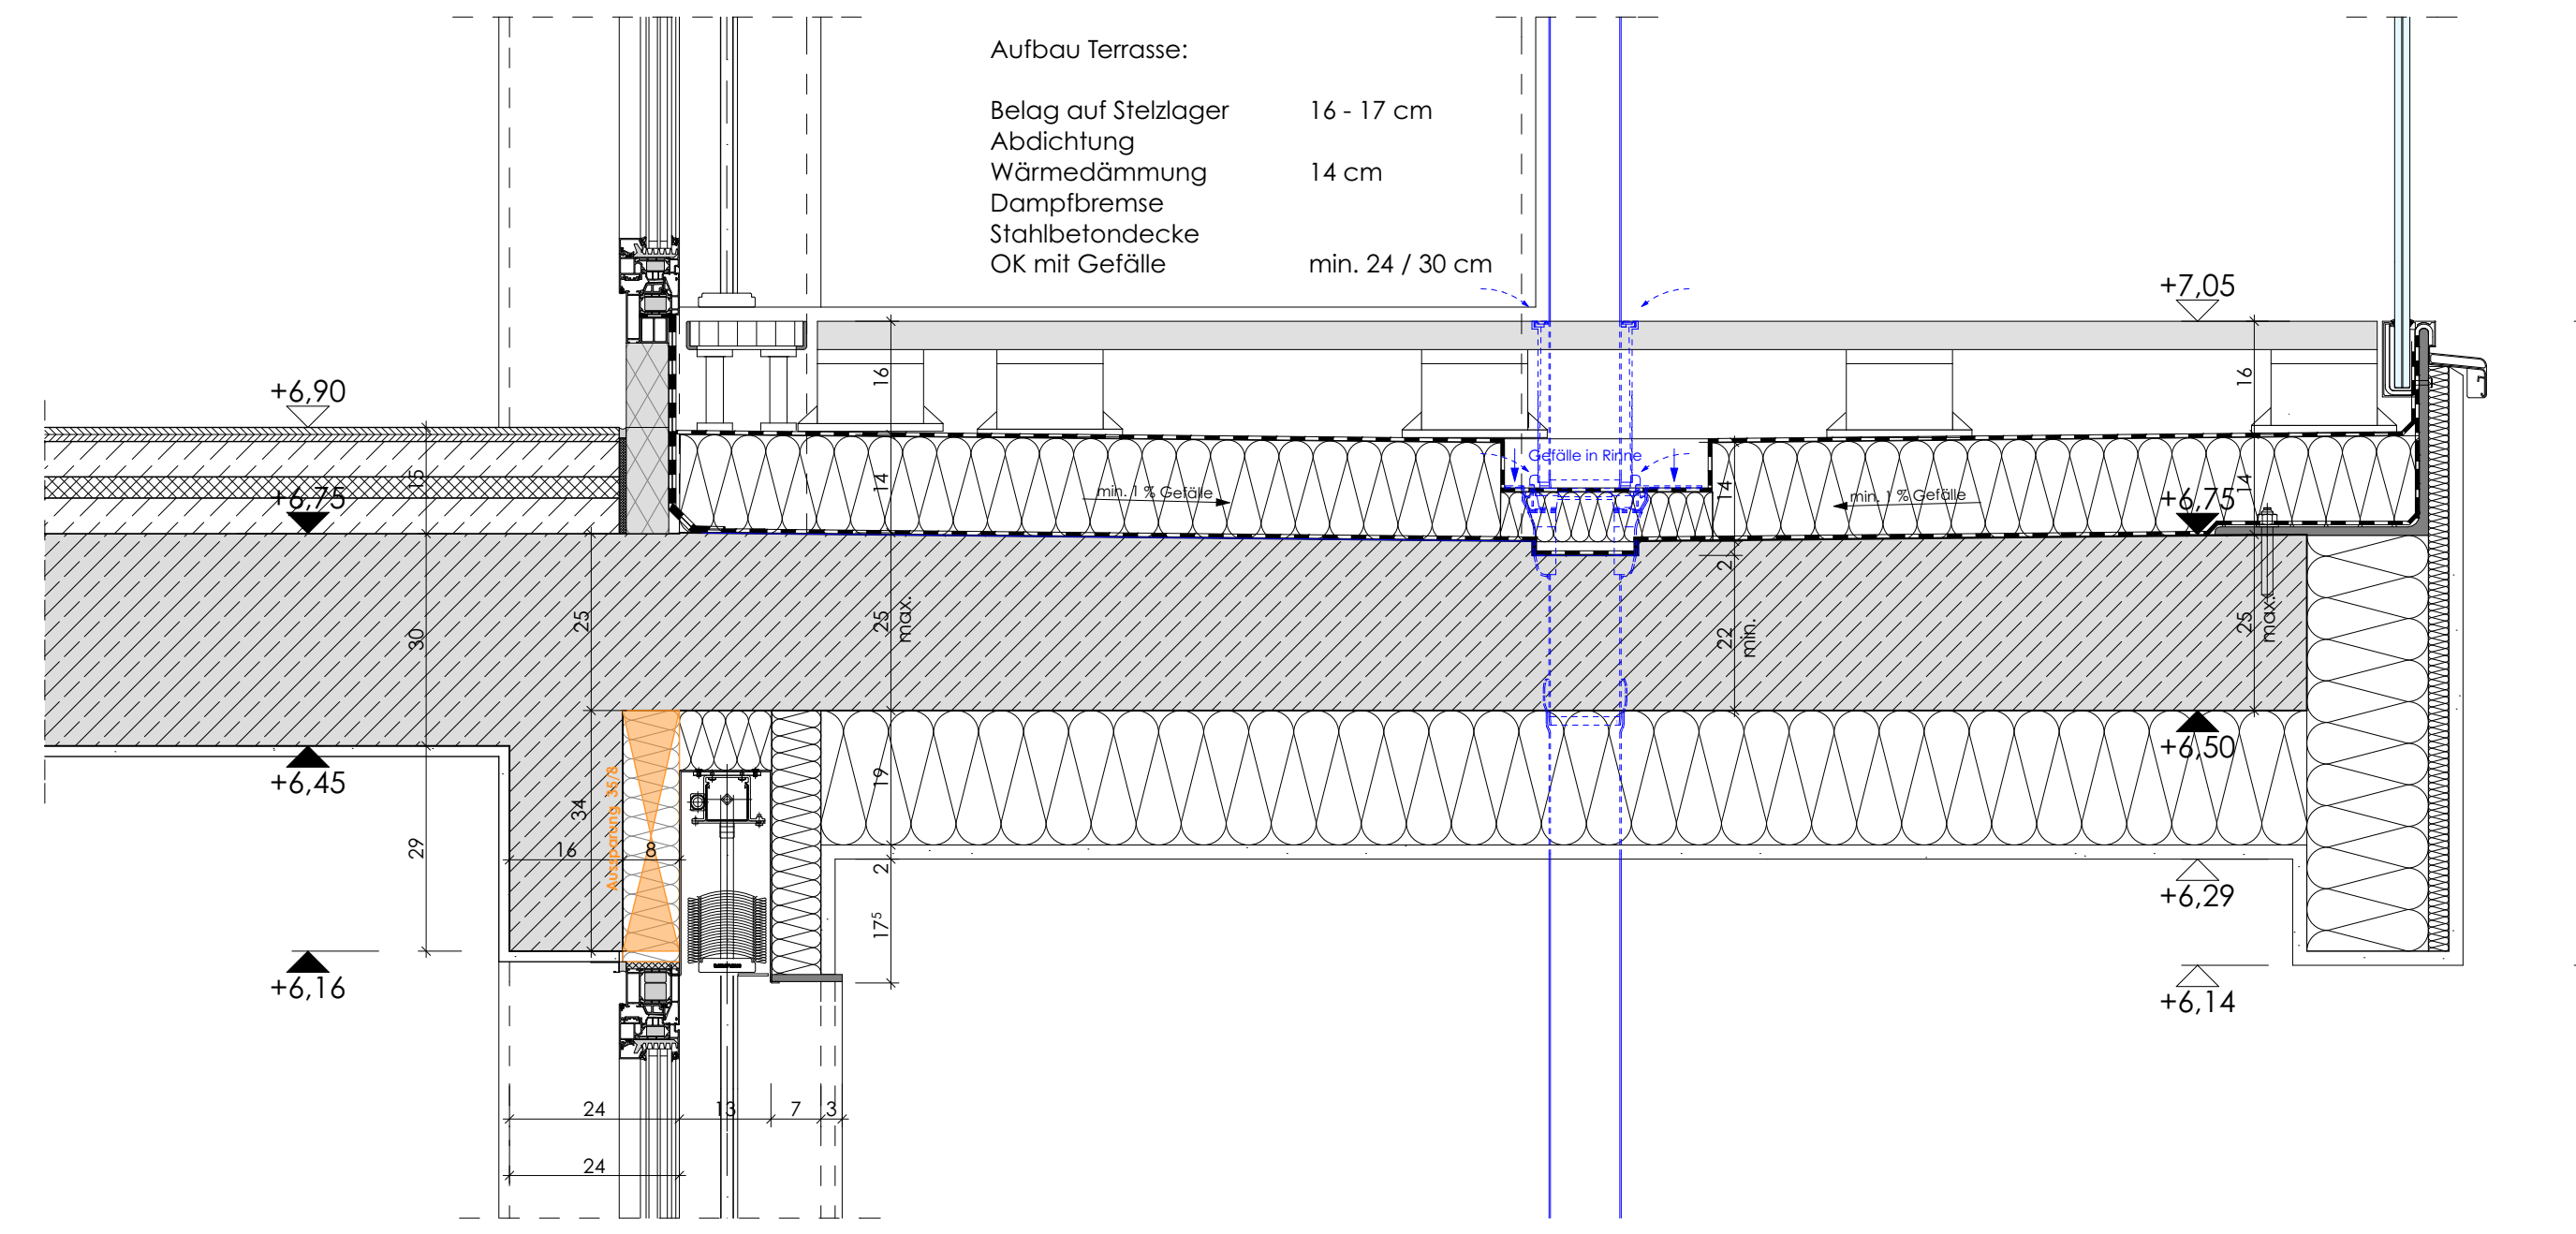 Aufbau Terrasse:
Belag auf Stelzlager 16 - 17 cm
Abdichtung
Wärmedämmung 14 cm
Dampfbremse
Stahlbetondecke
OK mit Gefälle min. 24 / 30 cm
+7,05
+6,90
16
16
15
14
min. 1 % Gefälle
Gefälle in Rinne
14
min. 1 % Gefälle
14
+6,75
+6,75
2
30
25
25
max.
22
min.
25
max.
+6,45
+6,50
Aussparung 35/8
34
19
29
16
8
2
+6,29
17⁵
+6,16
+6,14
24
13
7
3
24